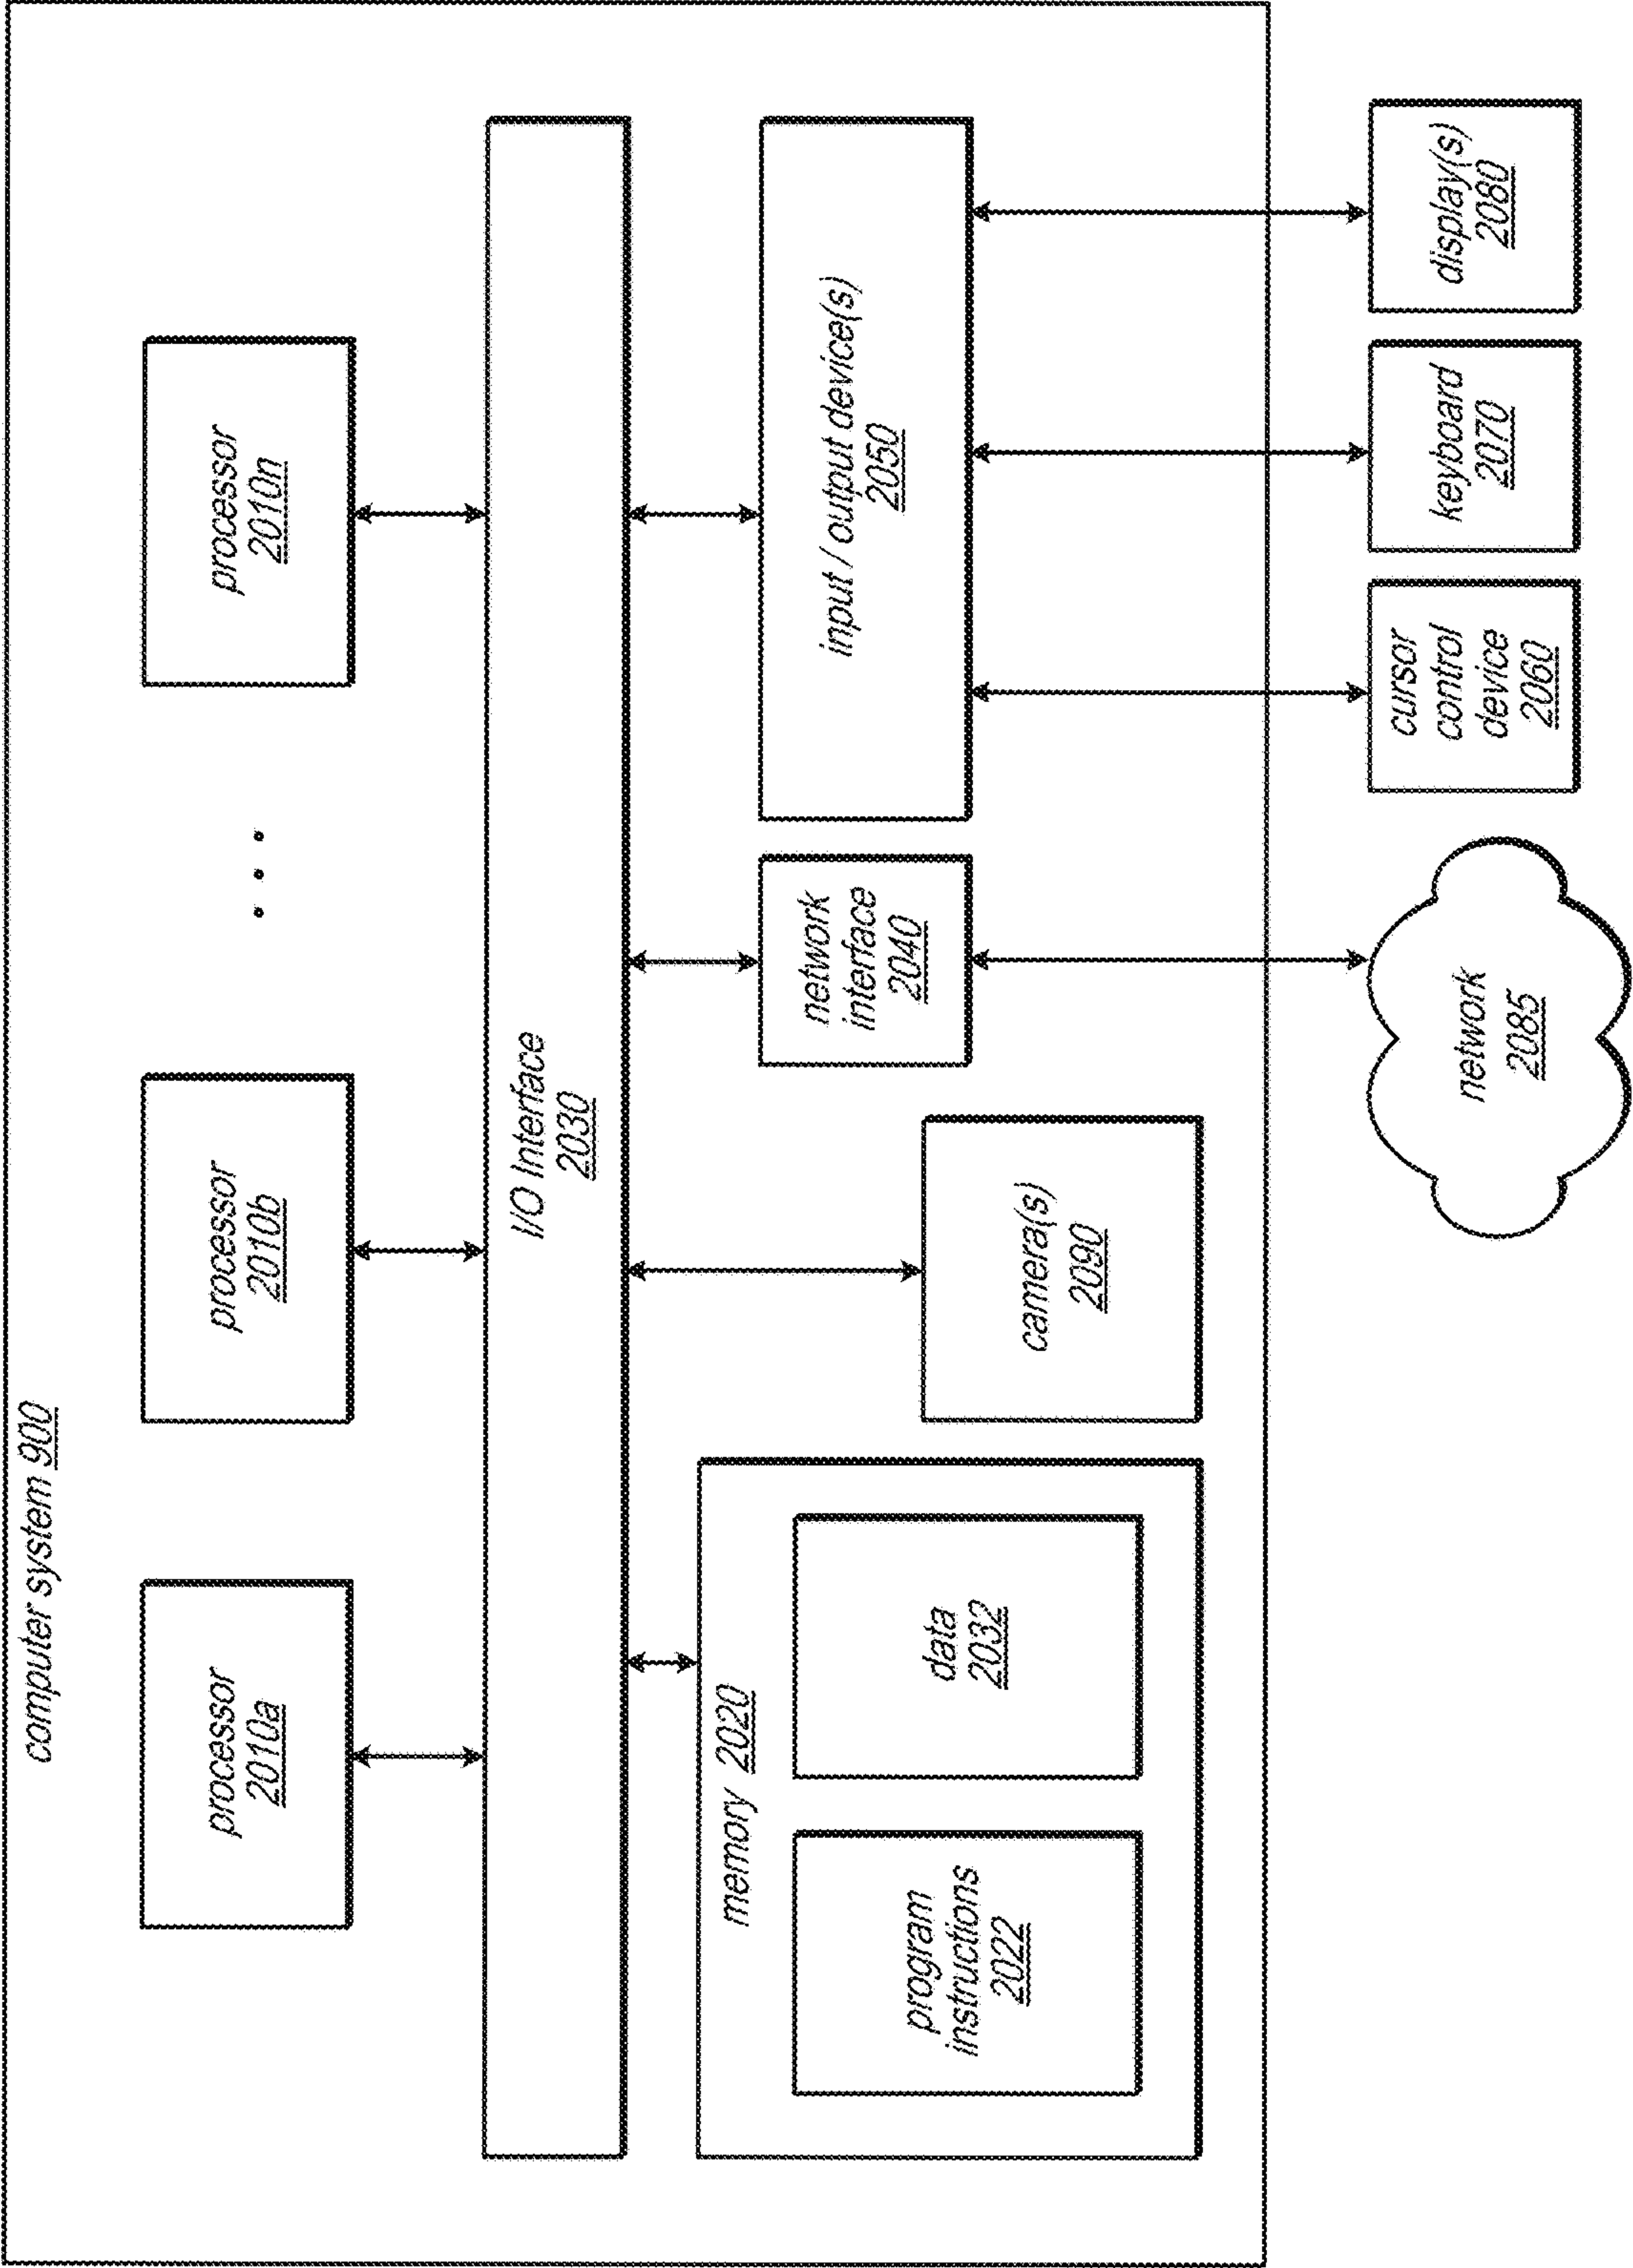 computer system 900
processor
2010a
processor
2010b
. . .
processor
2010n
I/O Interface
2030
memory 2020
program
instructions
2022
data
2032
camera(s)
2090
network
interface
2040
input / output device(s)
2050
network
2085
cursor
control
device
2060
keyboard
2070
display(s)
2080